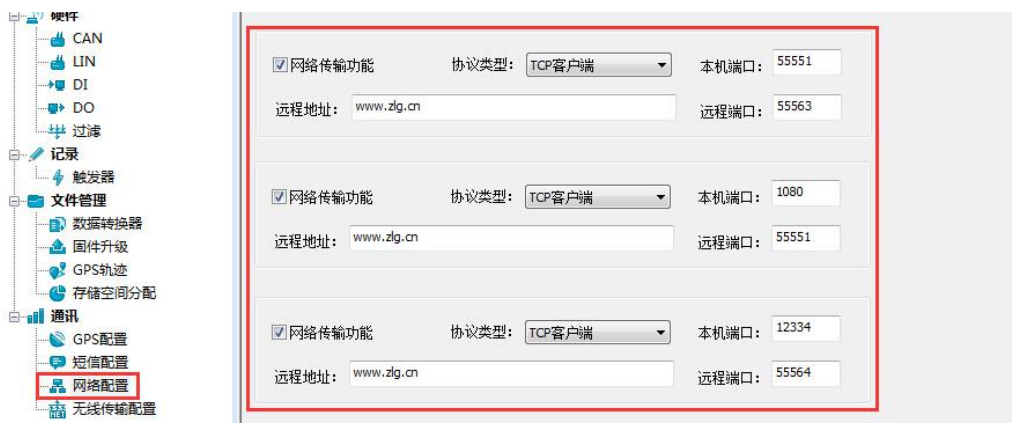 硬件
CAN
LIN
DI
DO
过滤
记录
触发器
文件管理
数据转换器
固件升级
GPS轨迹
存储空间分配
通讯
GPS配置
短信配置
网络配置
无线传输配置
网络传输功能 协议类型： TCP客户端 本机端口： 55551
远程地址： www.zlg.cn 远程端口： 55563
网络传输功能 协议类型： TCP客户端 本机端口： 1080
远程地址： www.zlg.cn 远程端口： 55551
网络传输功能 协议类型： TCP客户端 本机端口： 12334
远程地址： www.zlg.cn 远程端口： 55564